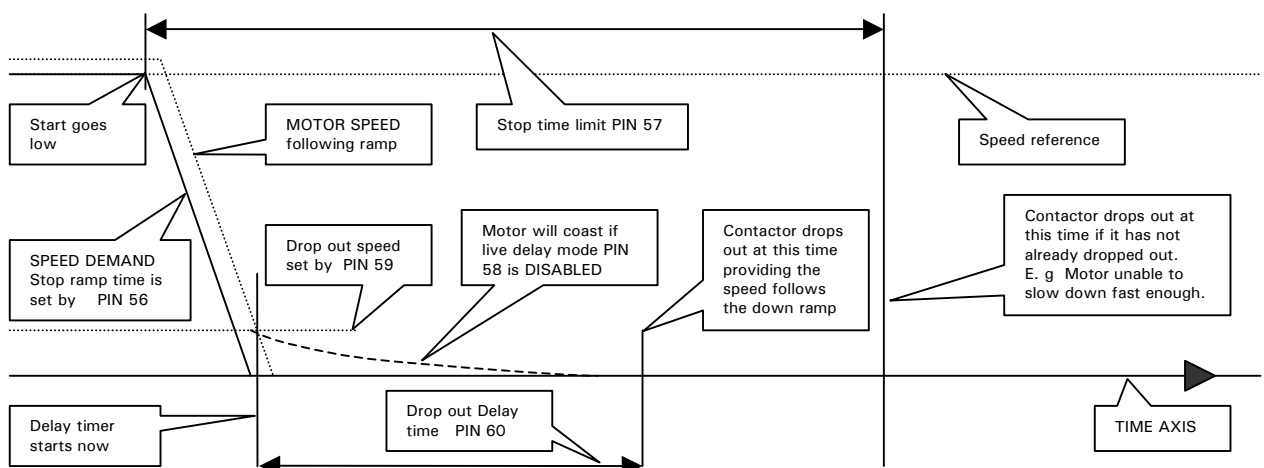 Start goes
low
MOTOR SPEED
following ramp
Stop time limit PIN 57
Speed reference
SPEED DEMAND
Stop ramp time is
set by PIN 56
Drop out speed
set by PIN 59
Motor will coast if
live delay mode PIN
58 is DISABLED
Contactor drops
out at this time
providing the
speed follows
the down ramp
Contactor drops out at
this time if it has not
already dropped out.
E. g Motor unable to
slow down fast enough.
Delay timer
starts now
Drop out Delay
time PIN 60
TIME AXIS